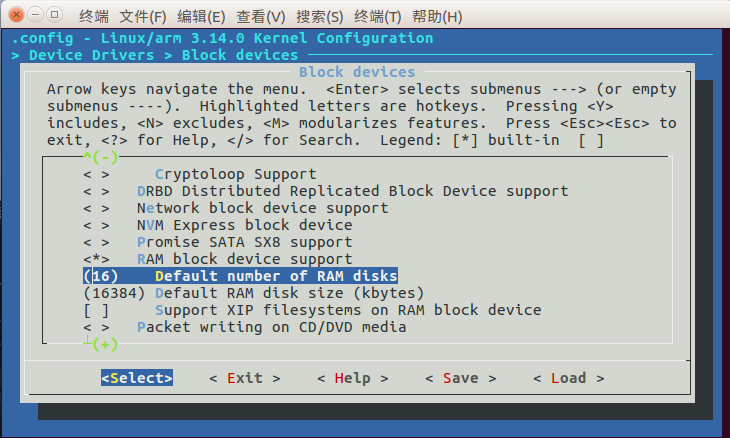 终端 文件(F) 编辑(E) 查看(V) 搜索(S) 终端(T) 帮助(H)
.config - Linux/arm 3.14.0 Kernel Configuration
> Device Drivers > Block devices
Block devices
Arrow keys navigate the menu.  <Enter> selects submenus ---> (or empty
submenus ----).  Highlighted letters are hotkeys.  Pressing <Y>
includes, <N> excludes, <M> modularizes features.  Press <Esc><Esc> to
exit, <?> for Help, </> for Search.  Legend: [*] built-in  [ ]
^(-)
< >     Cryptoloop Support
< >   DRBD Distributed Replicated Block Device support
< >   Network block device support
< >   NVM Express block device
< >   Promise SATA SX8 support
<*>   RAM block device support
(16)    Default number of RAM disks
(16384) Default RAM disk size (kbytes)
[ ]     Support XIP filesystems on RAM block device
< >   Packet writing on CD/DVD media
┴(+)
<Select>    < Exit >    < Help >    < Save >    < Load >